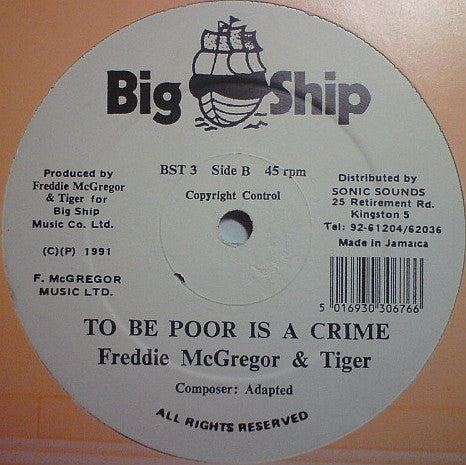 Big Ship
BST 3 Side B 45 rpm
Copyright Control
Produced by
Freddie McGregor
& Tiger for
Big Ship
Music Co. Ltd.
(C)(P) 1991
F. McGREGOR
MUSIC LTD.
Distributed by
SONIC SOUNDS
25 Retirement Rd.
Kingston 5
Tel: 92-61204/62036
Made in Jamaica
5 016930 306766
TO BE POOR IS A CRIME
Freddie McGregor & Tiger
Composer: Adapted
ALL RIGHTS RESERVED